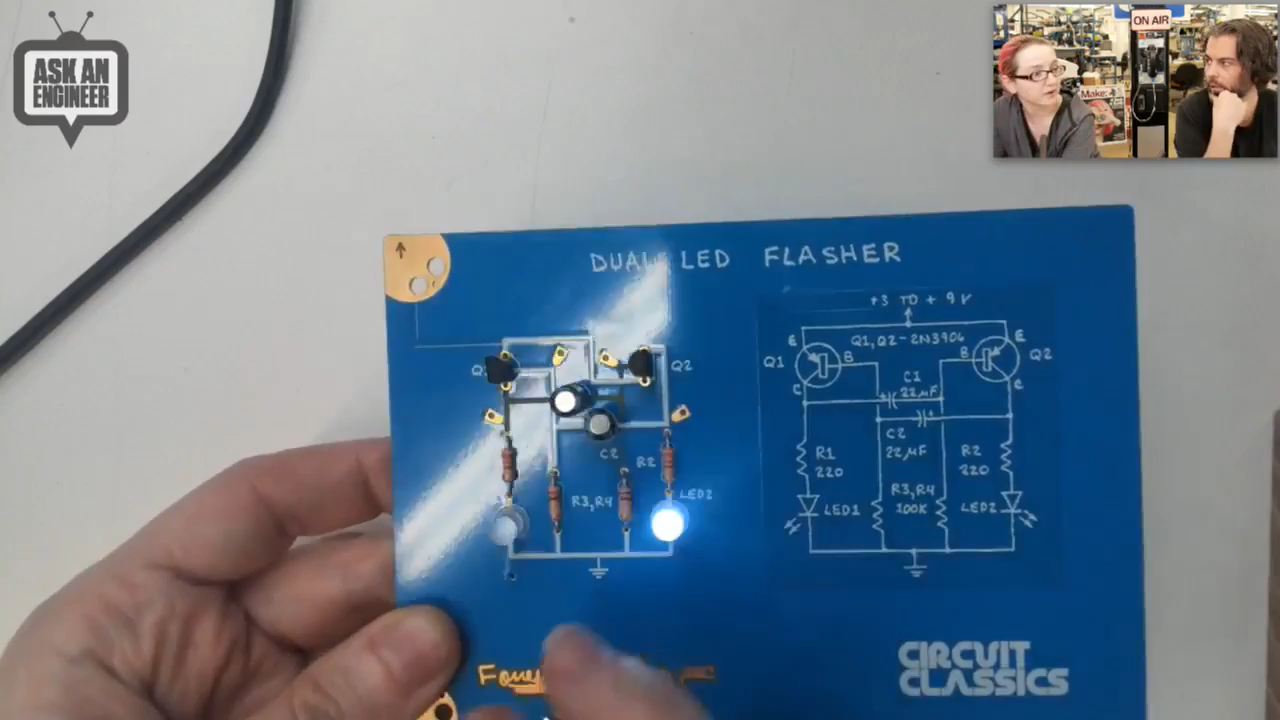 ASK AN
ENGINEER
ON AIR
Make:
DUAL LED FLASHER
+3 TO +9V
E
E
Q1, Q2 - 2N3906
Q1
B
B
Q2
Q2
C1
C
C
22µF
+
+
C2
22µF
C2
R2
R1
220
R2
220
R3, R4
LED2
R3, R4
100K
LED1
LED2
CIRCUIT
CLASSICS